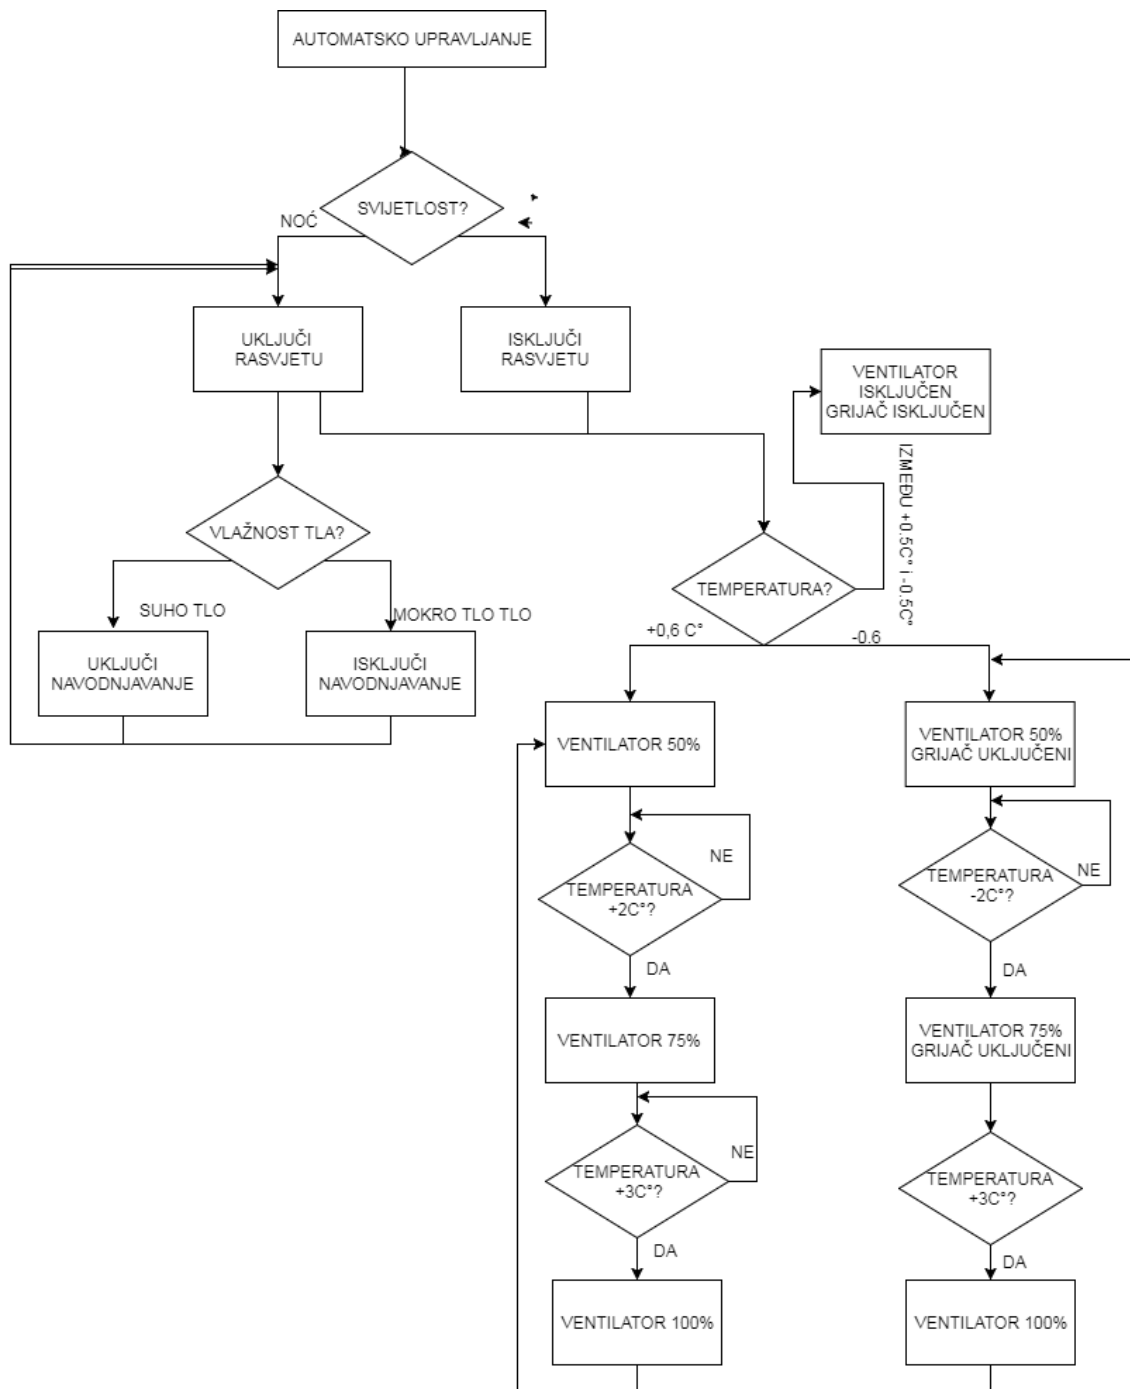 AUTOMATSKO UPRAVLJANJE
SVIJETLOST?
NOĆ
UKLJUČI
RASVJETU
ISKLJUČI
RASVJETU
VENTILATOR
ISKLJUČEN
GRIJAČ ISKLJUČEN
IZMEĐU +0.5C° i -0.5C°
VLAŽNOST TLA?
TEMPERATURA?
SUHO TLO
MOKRO TLO TLO
+0,6 C°
-0.6
UKLJUČI
NAVODNJAVANJE
ISKLJUČI
NAVODNJAVANJE
VENTILATOR 50%
VENTILATOR 50%
GRIJAČ UKLJUČENI
NE
TEMPERATURA
+2C°?
NE
TEMPERATURA
-2C°?
DA
DA
VENTILATOR 75%
VENTILATOR 75%
GRIJAČ UKLJUČENI
NE
TEMPERATURA
+3C°?
TEMPERATURA
+3C°?
DA
DA
VENTILATOR 100%
VENTILATOR 100%